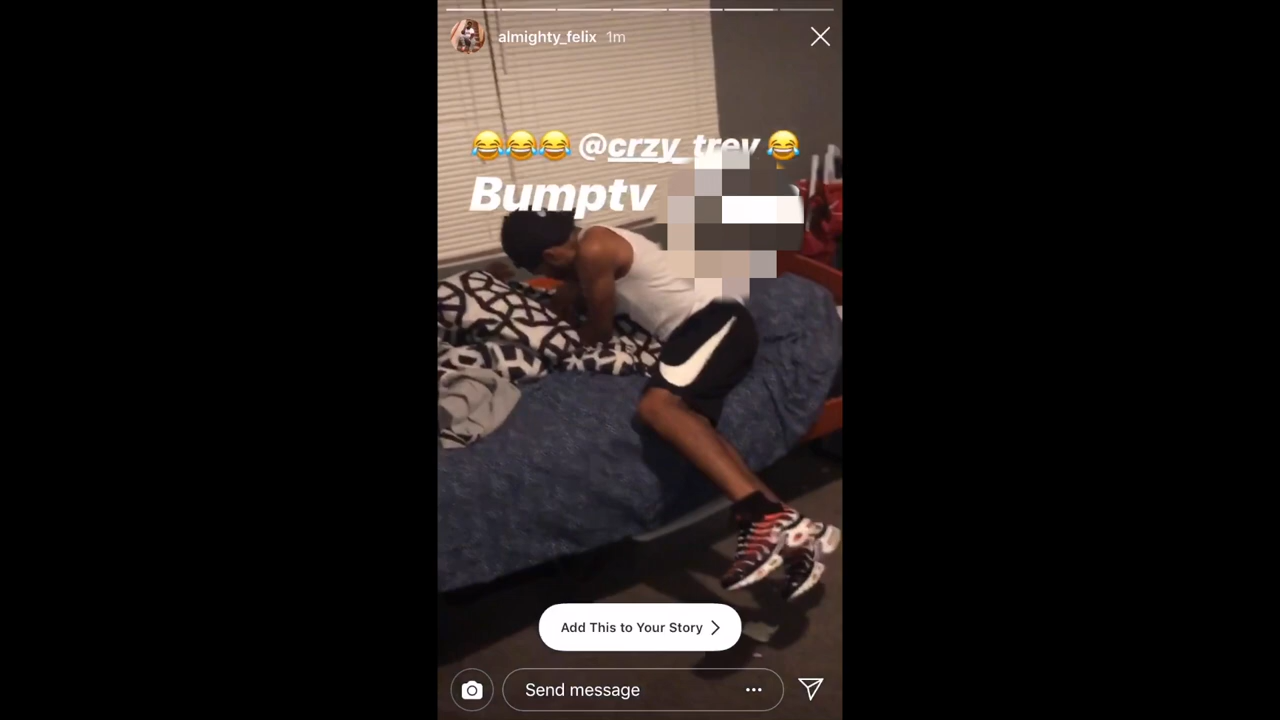 almighty_felix 1m
😂😂😂 @crzy_trey 😂
Bumptv
Add This to Your Story
Send message